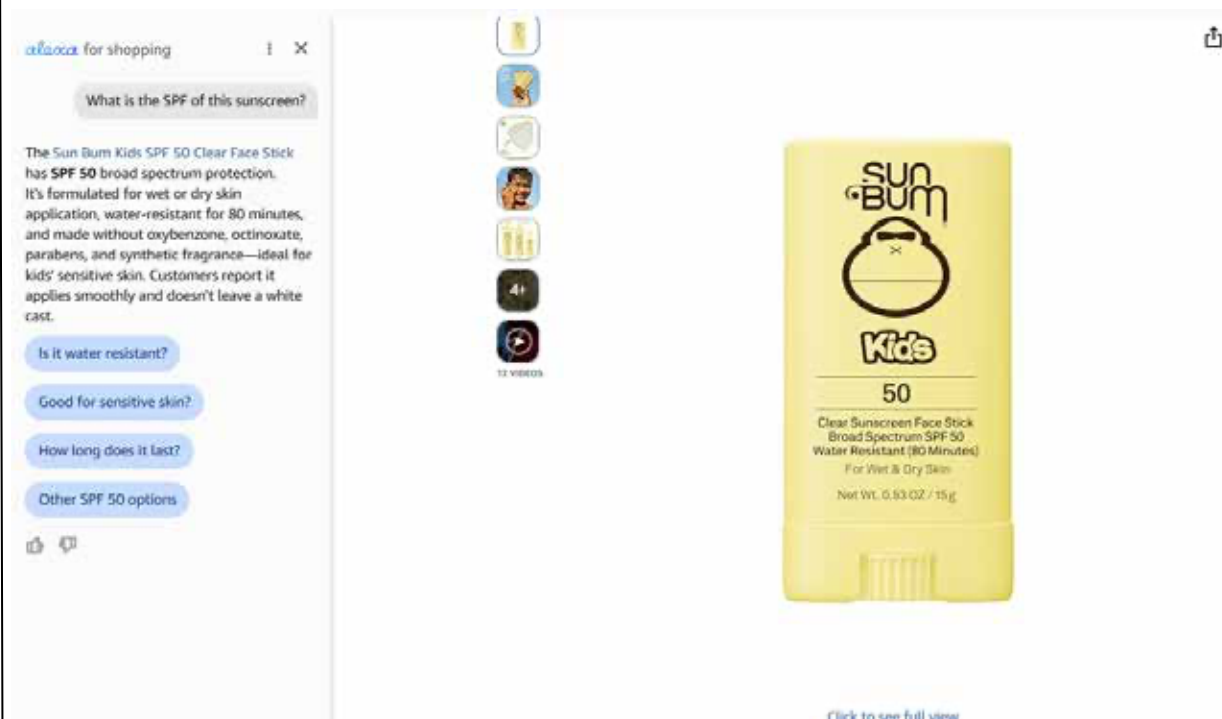 alexa for shopping
What is the SPF of this sunscreen?
The Sun Bum Kids SPF 50 Clear Face Stick
has SPF 50 broad spectrum protection.
It's formulated for wet or dry skin
application, water-resistant for 80 minutes,
and made without oxybenzone, octinoxate,
parabens, and synthetic fragrance—ideal for
kids' sensitive skin. Customers report it
applies smoothly and doesn't leave a white
cast.
Is it water resistant?
Good for sensitive skin?
How long does it last?
Other SPF 50 options
4+
12 VIDEOS
SUN
BUM
Kids
50
Clear Sunscreen Face Stick
Broad Spectrum SPF 50
Water Resistant (80 Minutes)
For Wet & Dry Skin
Net Wt. 0.53 OZ / 15 g
Click to see full view